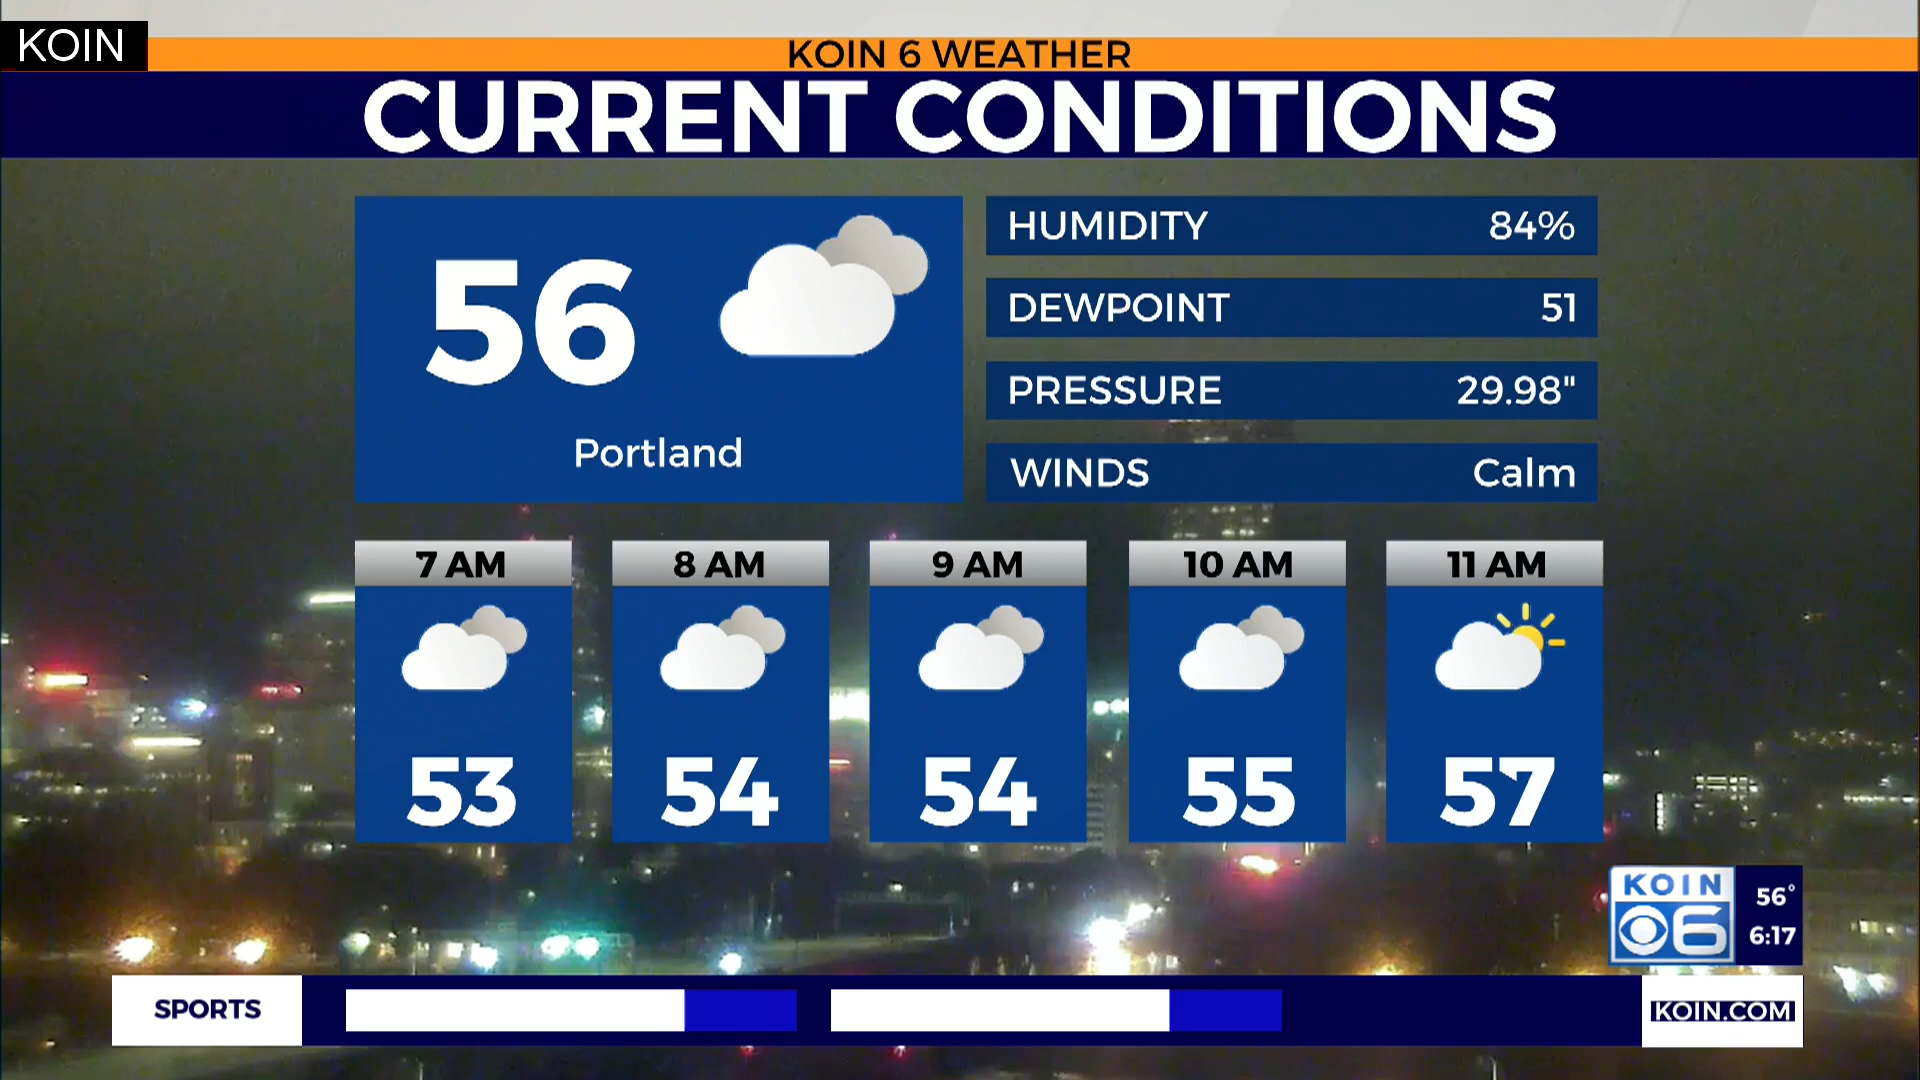 KOIN
KOIN 6 WEATHER
CURRENT CONDITIONS
56
Portland
HUMIDITY 84%
DEWPOINT 51
PRESSURE 29.98"
WINDS Calm
7 AM 8 AM 9 AM 10 AM 11 AM
53 54 54 55 57
KOIN 6
56°
6:17
SPORTS
KOIN.COM